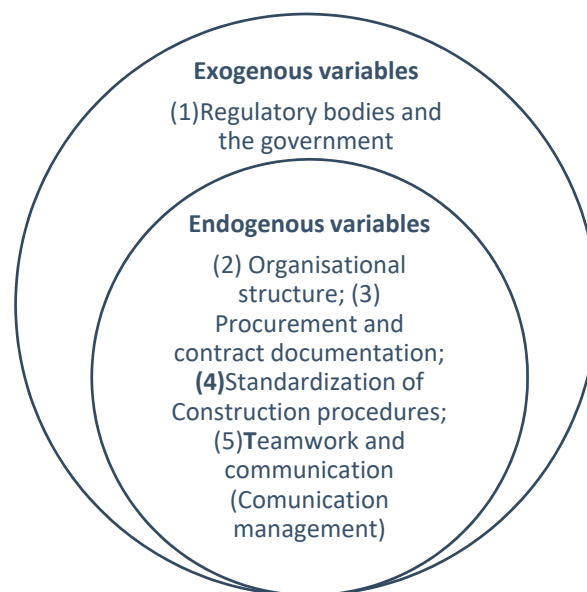 Exogenous variables
(1)Regulatory bodies and
the government
Endogenous variables
(2) Organisational
structure; (3)
Procurement and
contract documentation;
(4)Standardization of
Construction procedures;
(5)Teamwork and
communication
(Comunication
management)